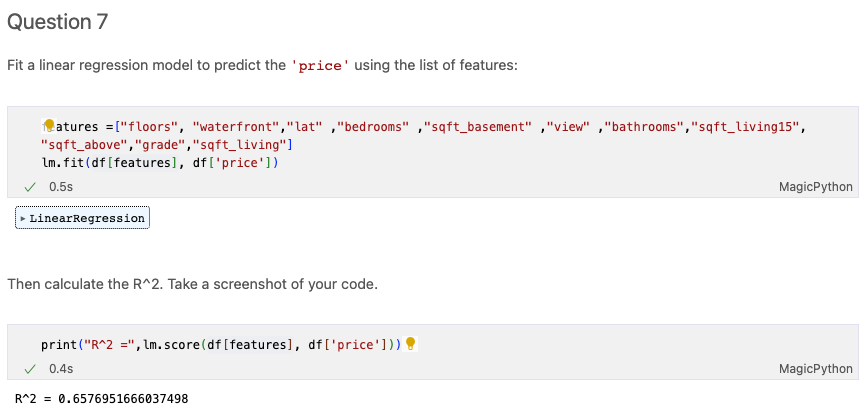 Question 7
Fit a linear regression model to predict the 'price' using the list of features:
features =["floors", "waterfront","lat" ,"bedrooms" ,"sqft_basement" ,"view" ,"bathrooms","sqft_living15",
"sqft_above","grade","sqft_living"]
lm.fit(df[features], df['price'])
✓ 0.5s MagicPython
▸ LinearRegression
Then calculate the R^2. Take a screenshot of your code.
print("R^2 =",lm.score(df[features], df['price']))
✓ 0.4s MagicPython
R^2 = 0.6576951666037498